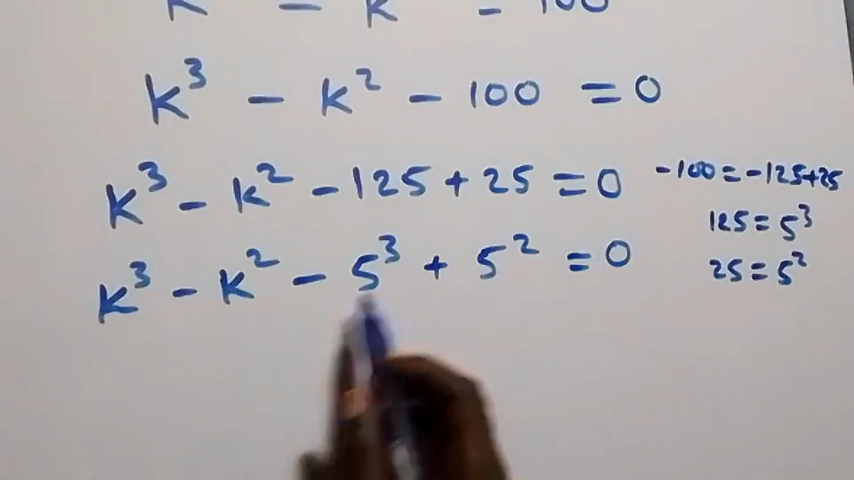 K - K = 100
K³ - K² - 100 = 0
K³ - K² - 125 + 25 = 0
-100 = -125+25
125 = 5³
K³ - K² - 5³ + 5² = 0
25 = 5²